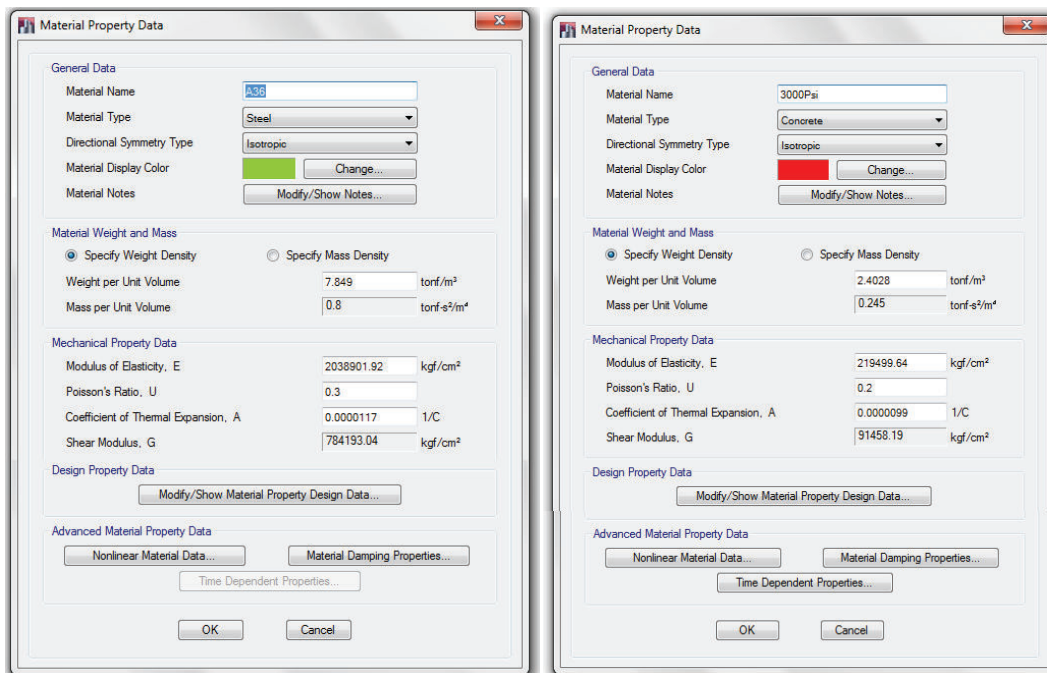 Material Property Data
General Data
Material Name A36
Material Type Steel
Directional Symmetry Type Isotropic
Material Display Color Change...
Material Notes Modify/Show Notes...
Material Weight and Mass
Specify Weight Density Specify Mass Density
Weight per Unit Volume 7.849 tonf/m³
Mass per Unit Volume 0.8 tonf-s²/m⁴
Mechanical Property Data
Modulus of Elasticity, E 2038901.92 kgf/cm²
Poisson's Ratio, U 0.3
Coefficient of Thermal Expansion, A 0.0000117 1/C
Shear Modulus, G 784193.04 kgf/cm²
Design Property Data
Modify/Show Material Property Design Data...
Advanced Material Property Data
Nonlinear Material Data... Material Damping Properties...
Time Dependent Properties...
OK Cancel
Material Property Data
General Data
Material Name 3000Psi
Material Type Concrete
Directional Symmetry Type Isotropic
Material Display Color Change...
Material Notes Modify/Show Notes...
Material Weight and Mass
Specify Weight Density Specify Mass Density
Weight per Unit Volume 2.4028 tonf/m³
Mass per Unit Volume 0.245 tonf-s²/m⁴
Mechanical Property Data
Modulus of Elasticity, E 219499.64 kgf/cm²
Poisson's Ratio, U 0.2
Coefficient of Thermal Expansion, A 0.0000099 1/C
Shear Modulus, G 91458.19 kgf/cm²
Design Property Data
Modify/Show Material Property Design Data...
Advanced Material Property Data
Nonlinear Material Data... Material Damping Properties...
Time Dependent Properties...
OK Cancel